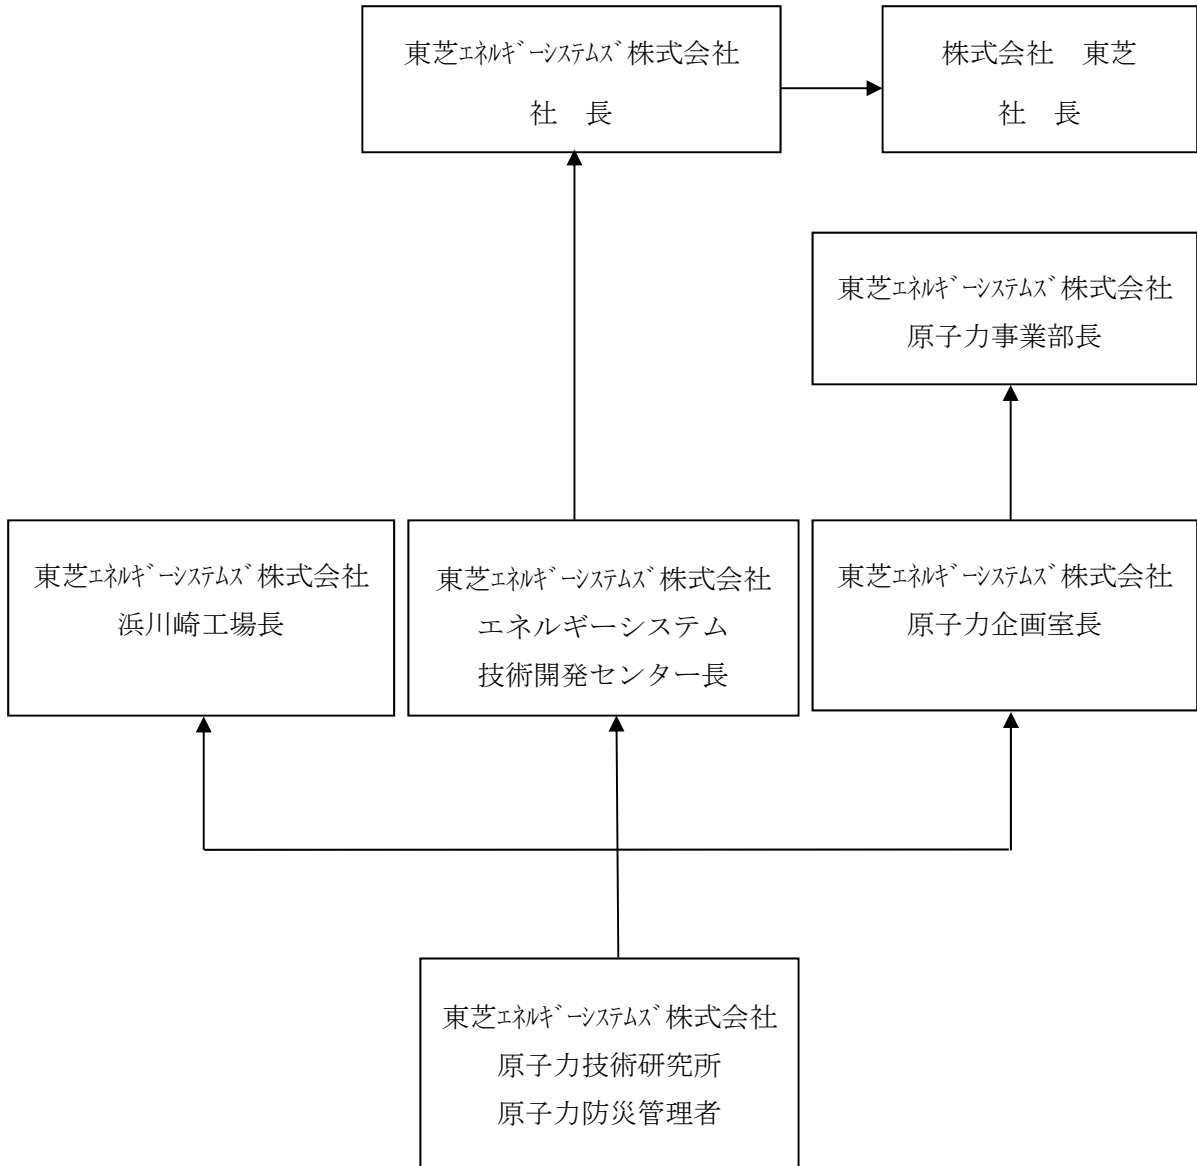 東芝ｴﾈﾙｷﾞｰｼｽﾃﾑｽﾞ株式会社
社　長
株式会社　東芝
社　長
東芝ｴﾈﾙｷﾞｰｼｽﾃﾑｽﾞ株式会社
原子力事業部長
東芝ｴﾈﾙｷﾞｰｼｽﾃﾑｽﾞ株式会社
浜川崎工場長
東芝ｴﾈﾙｷﾞｰｼｽﾃﾑｽﾞ株式会社
エネルギーシステム
技術開発センター長
東芝ｴﾈﾙｷﾞｰｼｽﾃﾑｽﾞ株式会社
原子力企画室長
東芝ｴﾈﾙｷﾞｰｼｽﾃﾑｽﾞ株式会社
原子力技術研究所
原子力防災管理者